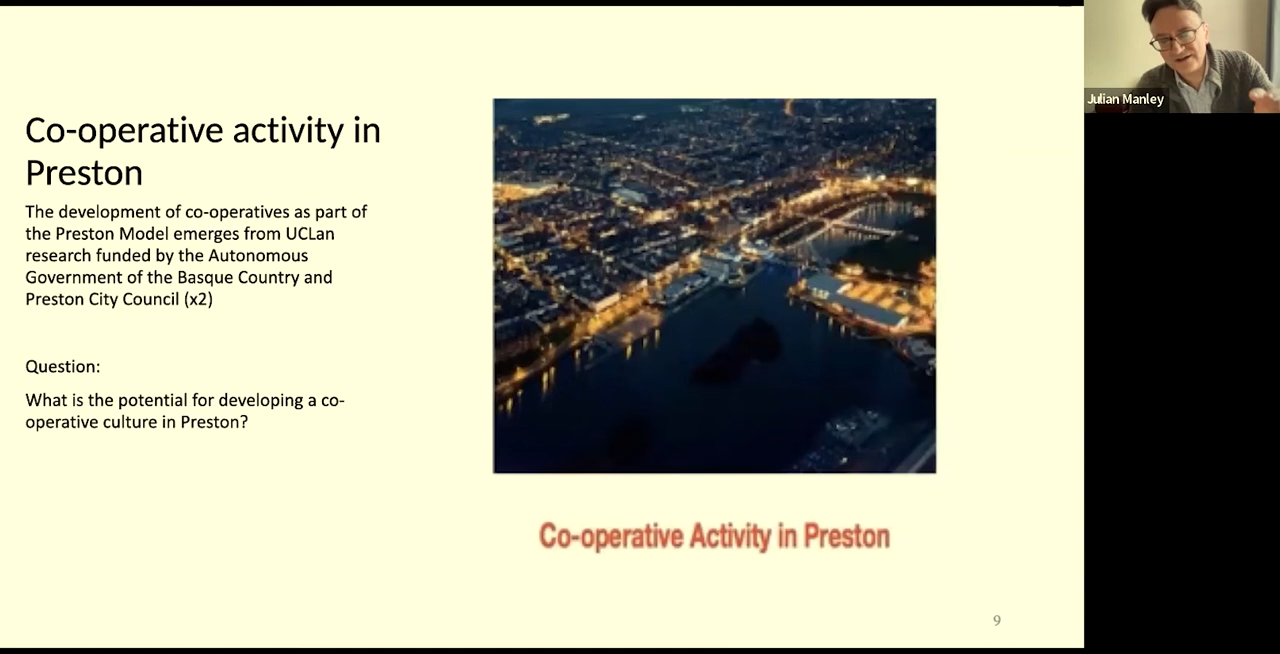 Co-operative activity in
Preston
The development of co-operatives as part of
the Preston Model emerges from UCLan
research funded by the Autonomous
Government of the Basque Country and
Preston City Council (x2)
Question:
What is the potential for developing a co-
operative culture in Preston?
Co-operative Activity in Preston
9
Julian Manley